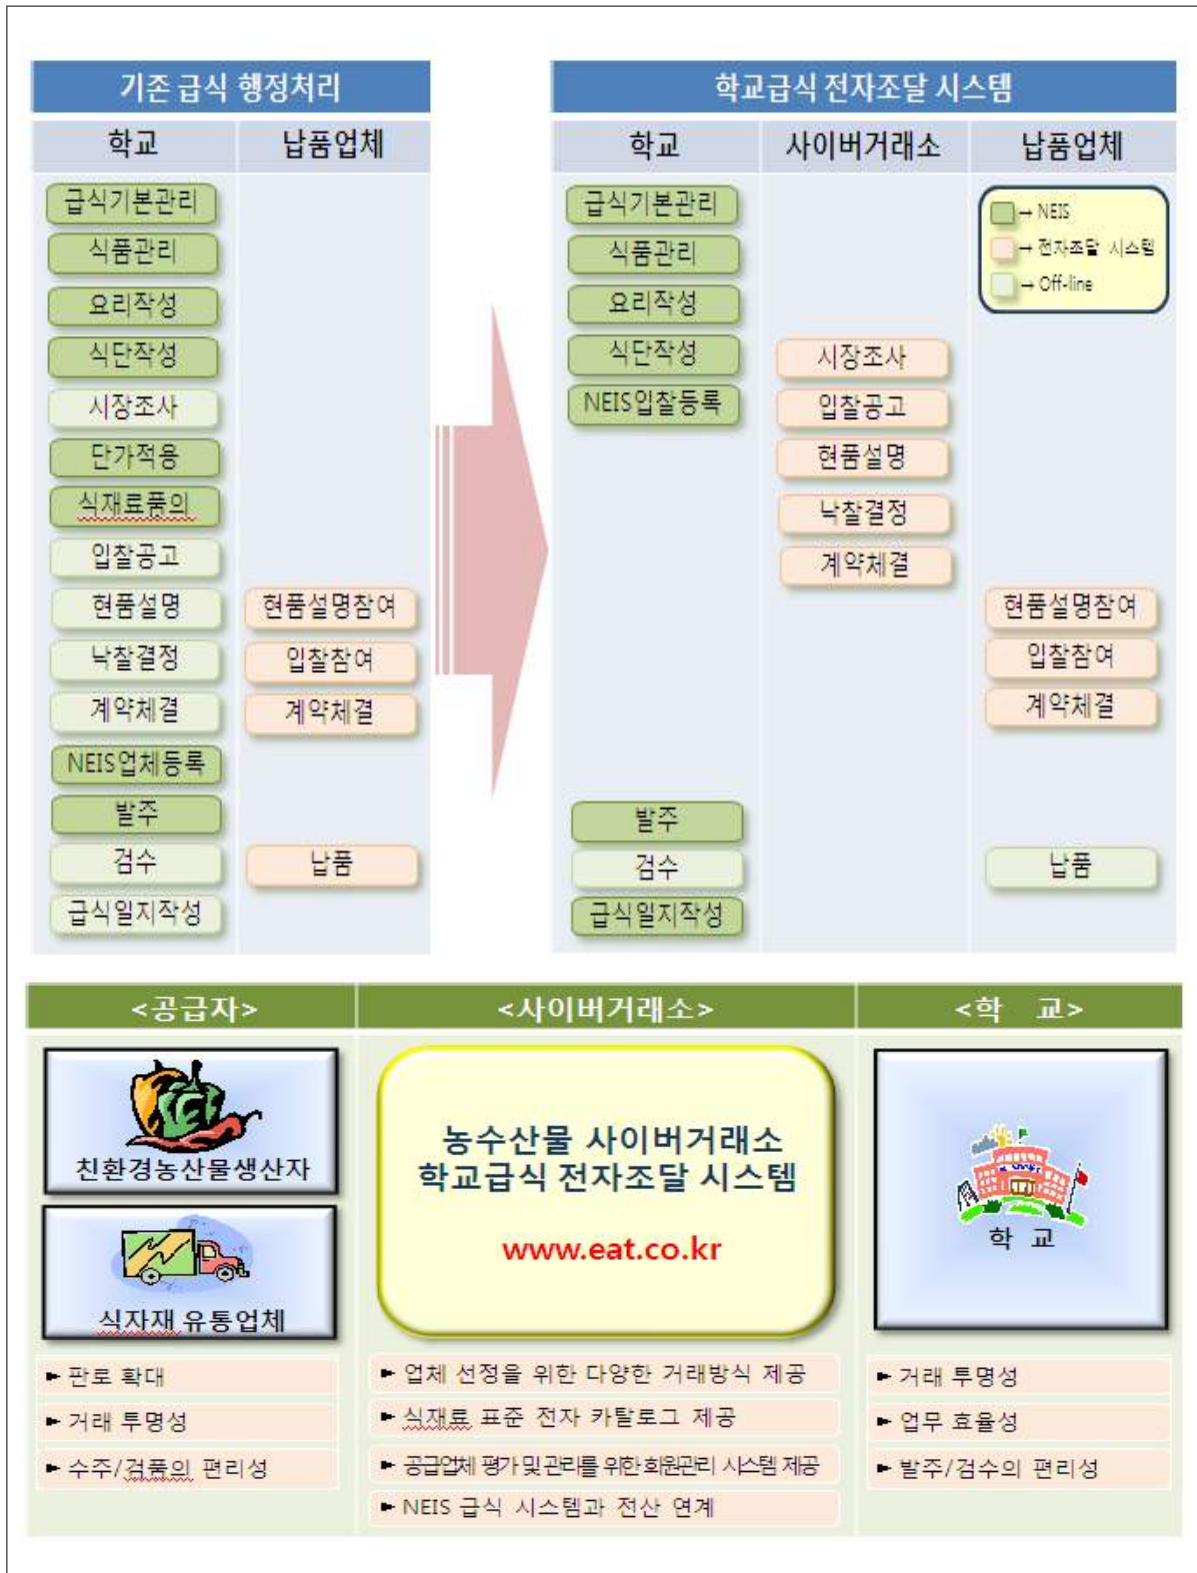 기존 급식 행정처리
학교
납품업체
급식기본관리
식품관리
요리작성
식단작성
시장조사
단가적용
식재료품의
입찰공고
현품설명
현품설명참여
낙찰결정
입찰참여
계약체결
계약체결
NEIS업체등록
발주
검수
납품
급식일지작성
학교급식 전자조달 시스템
학교
사이버거래소
납품업체
→ NEIS
→ 전자조달 시스템
→ Off-line
급식기본관리
식품관리
요리작성
식단작성
시장조사
NEIS입찰등록
입찰공고
현품설명
낙찰결정
계약체결
현품설명참여
입찰참여
계약체결
발주
검수
납품
급식일지작성
<공급자>
친환경농산물생산자
식자재 유통업체
► 판로 확대
► 거래 투명성
► 수주/검품의 편리성
<사이버거래소>
농수산물 사이버거래소
학교급식 전자조달 시스템
www.eat.co.kr
► 업체 선정을 위한 다양한 거래방식 제공
► 식재료 표준 전자 카탈로그 제공
► 공급업체 평가 및 관리를 위한 회원관리 시스템 제공
► NEIS 급식 시스템과 전산 연계
<학 교>
학 교
► 거래 투명성
► 업무 효율성
► 발주/검수의 편리성